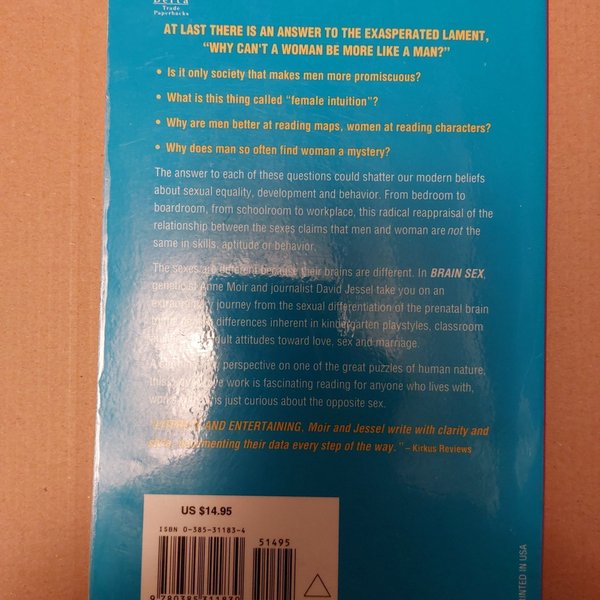 Delta
Trade
Paperbacks
AT LAST THERE IS AN ANSWER TO THE EXASPERATED LAMENT,
"WHY CAN'T A WOMAN BE MORE LIKE A MAN?"
• Is it only society that makes men more promiscuous?
• What is this thing called "female intuition"?
• Why are men better at reading maps, women at reading characters?
• Why does man so often find woman a mystery?
The answer to each of these questions could shatter our modern beliefs
about sexual equality, development and behavior. From bedroom to
boardroom, from schoolroom to workplace, this radical reappraisal of the
relationship between the sexes claims that men and woman are not the
same in skills, aptitude or behavior.
The sexes are different because their brains are different. In BRAIN SEX,
geneticist Anne Moir and journalist David Jessel take you on an
extraordinary journey from the sexual differentiation of the prenatal brain
differences inherent in kindergarten playstyles, classroom
adult attitudes toward love, sex and marriage.
perspective on one of the great puzzles of human nature,
this work is fascinating reading for anyone who lives with,
is just curious about the opposite sex.
AND ENTERTAINING, Moir and Jessel write with clarity and
documenting their data every step of the way." – Kirkus Reviews
US $14.95
ISBN 0-385-31183-4
51495
9 780385 311830
PRINTED IN USA